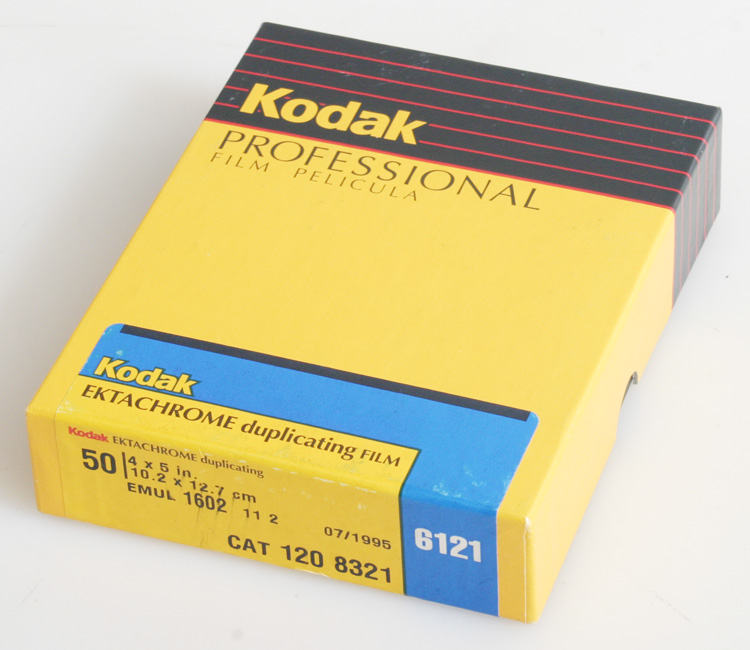 Kodak
PROFESSIONAL
FILM PELICULA
Kodak
EKTACHROME duplicating FILM
Kodak EKTACHROME duplicating
50 4 x 5 in.
10.2 x 12.7 cm
EMUL 1602 11 2
07/1995
CAT 120 8321
6121